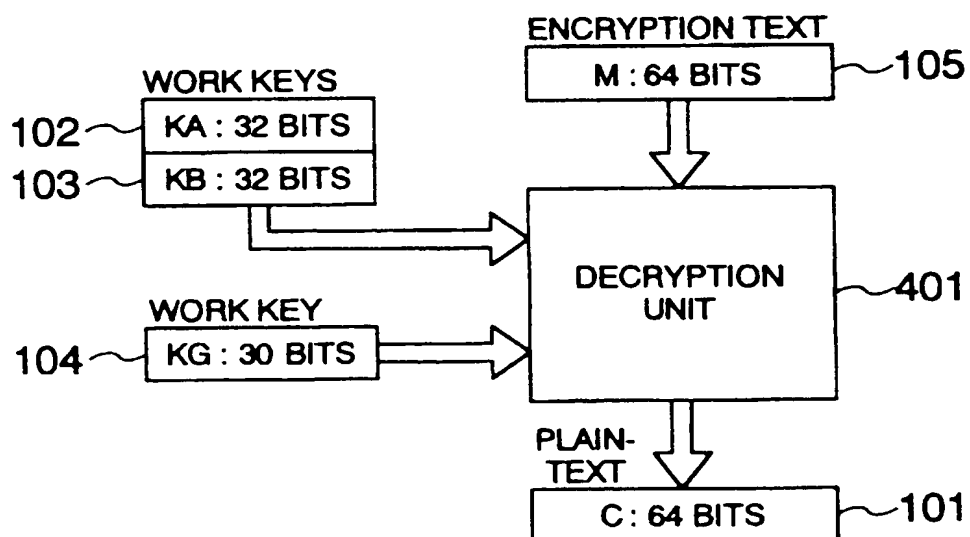 ENCRYPTION TEXT
M : 64 BITS
105
WORK KEYS
102
KA : 32 BITS
103
KB : 32 BITS
DECRYPTION
UNIT
401
WORK KEY
104
KG : 30 BITS
PLAIN-
TEXT
C : 64 BITS
101